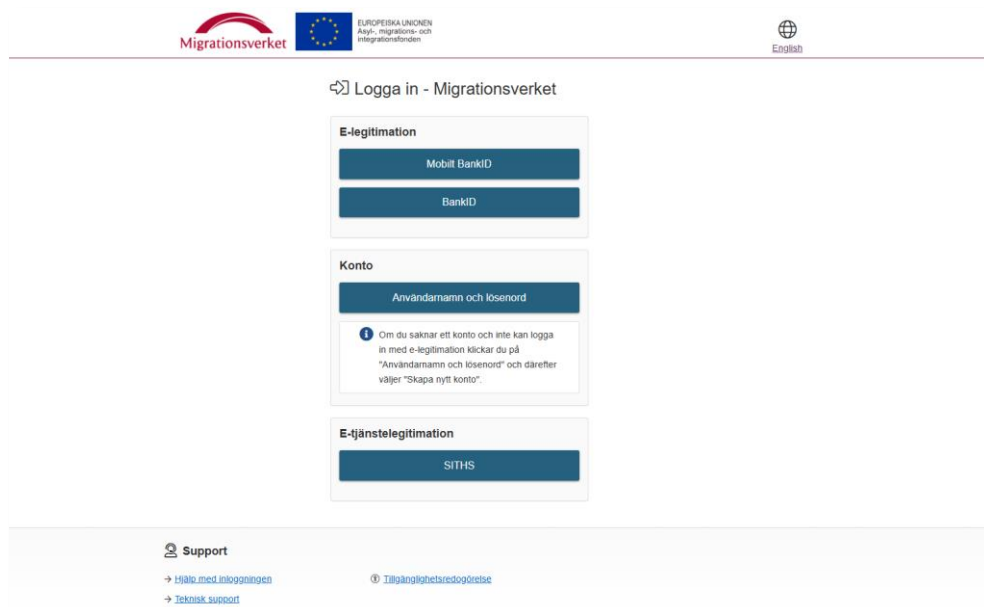 Migrationsverket
EUROPEISKA UNIONEN
Asyl-, migrations- och
integrationsfonden
English
Logga in - Migrationsverket
E-legitimation
Mobilt BankID
BankID
Konto
Användarnamn och lösenord
Om du saknar ett konto och inte kan logga
in med e-legitimation klickar du på
"Användarnamn och lösenord" och därefter
väljer "Skapa nytt konto".
E-tjänstelegitimation
SITHS
Support
→ Hjälp med inloggningen
Tillgänglighetsredogörelse
→ Teknisk support